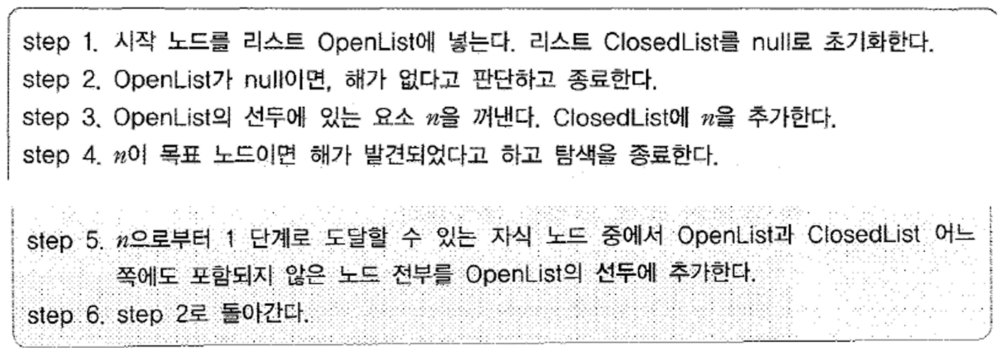 step 1. 시작 노드를 리스트 OpenList에 넣는다. 리스트 ClosedList를 null로 초기화한다.
step 2. OpenList가 null이면, 해가 없다고 판단하고 종료한다.
step 3. OpenList의 선두에 있는 요소 n을 꺼낸다. ClosedList에 n을 추가한다.
step 4. n이 목표 노드이면 해가 발견되었다고 하고 탐색을 종료한다.
step 5. n으로부터 1 단계로 도달할 수 있는 자식 노드 중에서 OpenList과 ClosedList 어느
쪽에도 포함되지 않은 노드 전부를 OpenList의 선두에 추가한다.
step 6. step 2로 돌아간다.